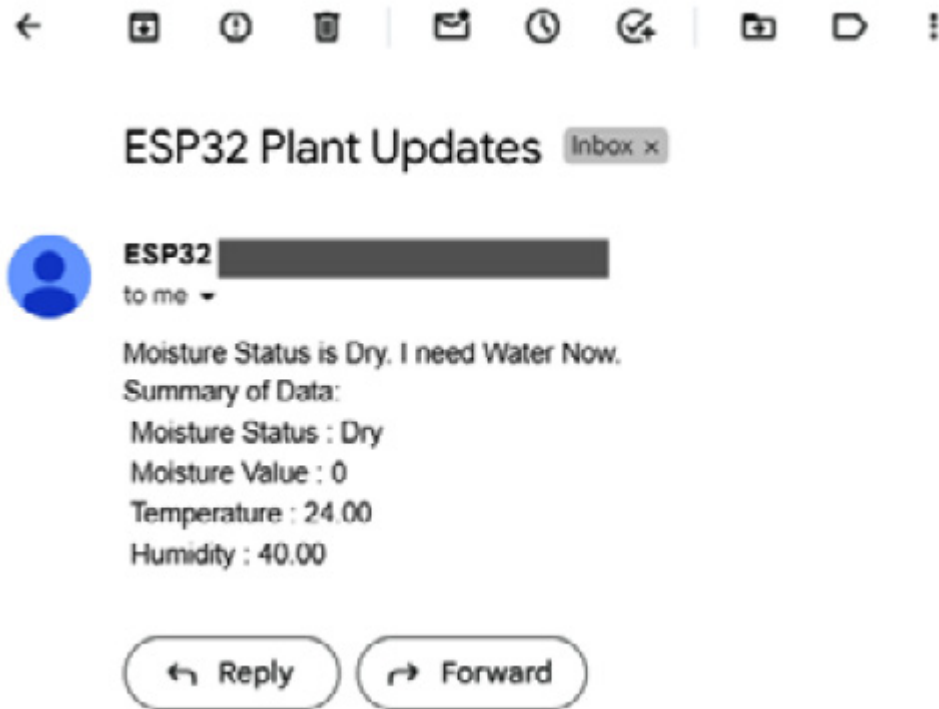 ESP32 Plant Updates Inbox ×
ESP32
to me
Moisture Status is Dry. I need Water Now.
Summary of Data:
Moisture Status : Dry
Moisture Value : 0
Temperature : 24.00
Humidity : 40.00
Reply Forward